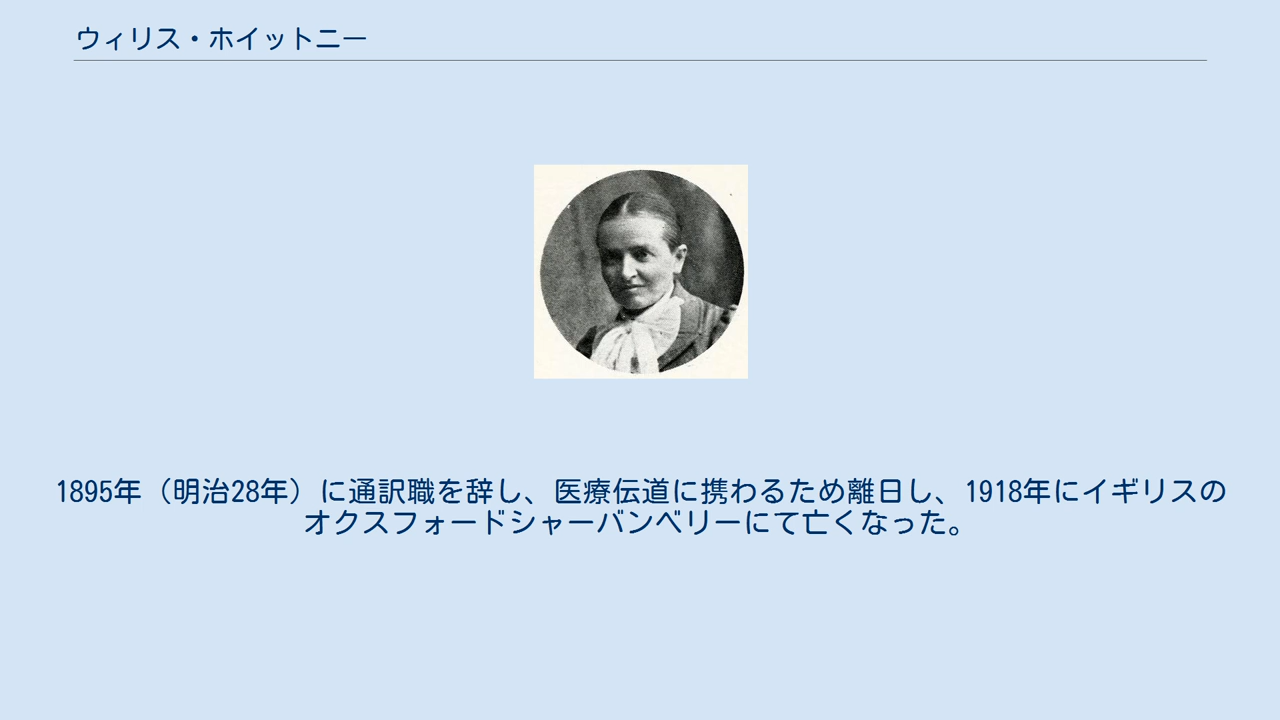 ウィリス・ホイットニー
1895年（明治28年）に通訳職を辞し、医療伝道に携わるため離日し、1918年にイギリスの
オクスフォードシャーバンベリーにて亡くなった。